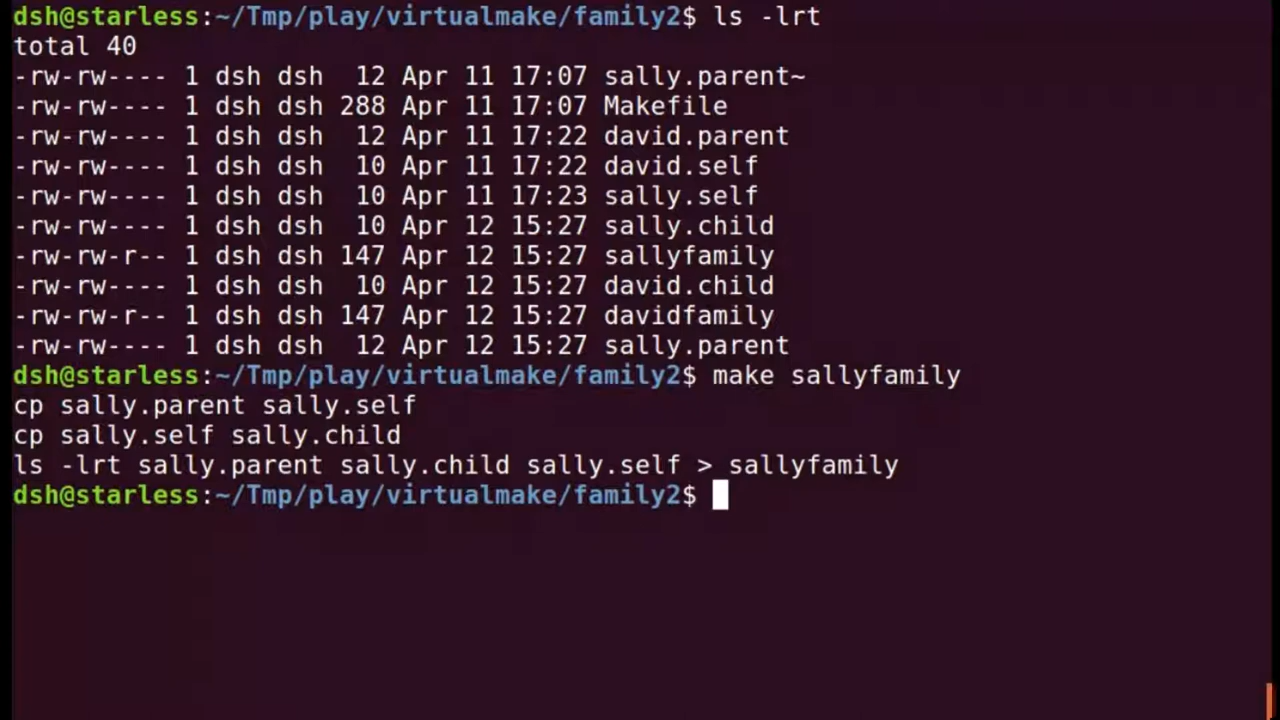 dsh@starless:~/Tmp/play/virtualmake/family2$ ls -lrt
total 40
-rw-rw---- 1 dsh dsh  12 Apr 11 17:07 sally.parent~
-rw-rw---- 1 dsh dsh 288 Apr 11 17:07 Makefile
-rw-rw---- 1 dsh dsh  12 Apr 11 17:22 david.parent
-rw-rw---- 1 dsh dsh  10 Apr 11 17:22 david.self
-rw-rw---- 1 dsh dsh  10 Apr 11 17:23 sally.self
-rw-rw---- 1 dsh dsh  10 Apr 12 15:27 sally.child
-rw-rw-r-- 1 dsh dsh 147 Apr 12 15:27 sallyfamily
-rw-rw---- 1 dsh dsh  10 Apr 12 15:27 david.child
-rw-rw-r-- 1 dsh dsh 147 Apr 12 15:27 davidfamily
-rw-rw---- 1 dsh dsh  12 Apr 12 15:27 sally.parent
dsh@starless:~/Tmp/play/virtualmake/family2$ make sallyfamily
cp sally.parent sally.self
cp sally.self sally.child
ls -lrt sally.parent sally.child sally.self > sallyfamily
dsh@starless:~/Tmp/play/virtualmake/family2$